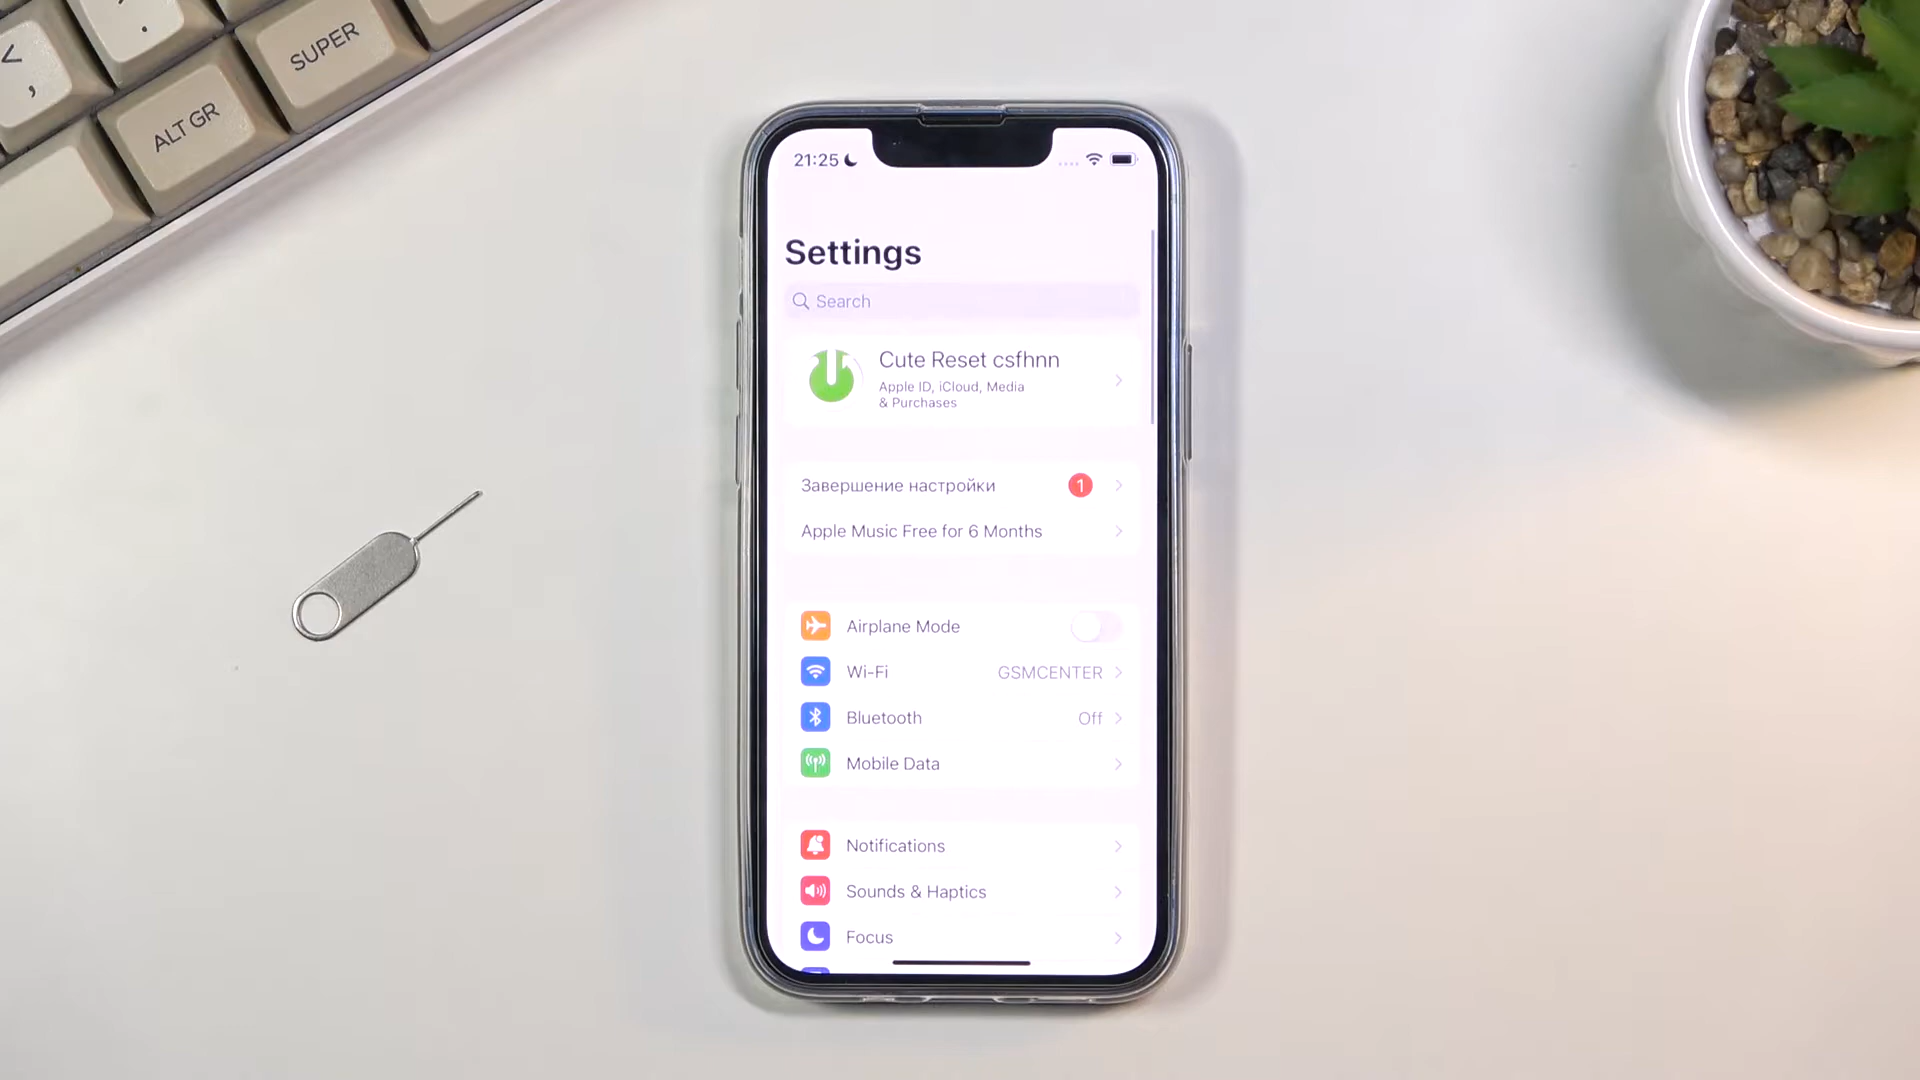 <
,
.
SUPER
ALT GR
21:25
Settings
Search
Cute Reset csfhnn
Apple ID, iCloud, Media
& Purchases
Завершение настройки 1
Apple Music Free for 6 Months
Airplane Mode
Wi-Fi GSMCENTER
Bluetooth Off
Mobile Data
Notifications
Sounds & Haptics
Focus